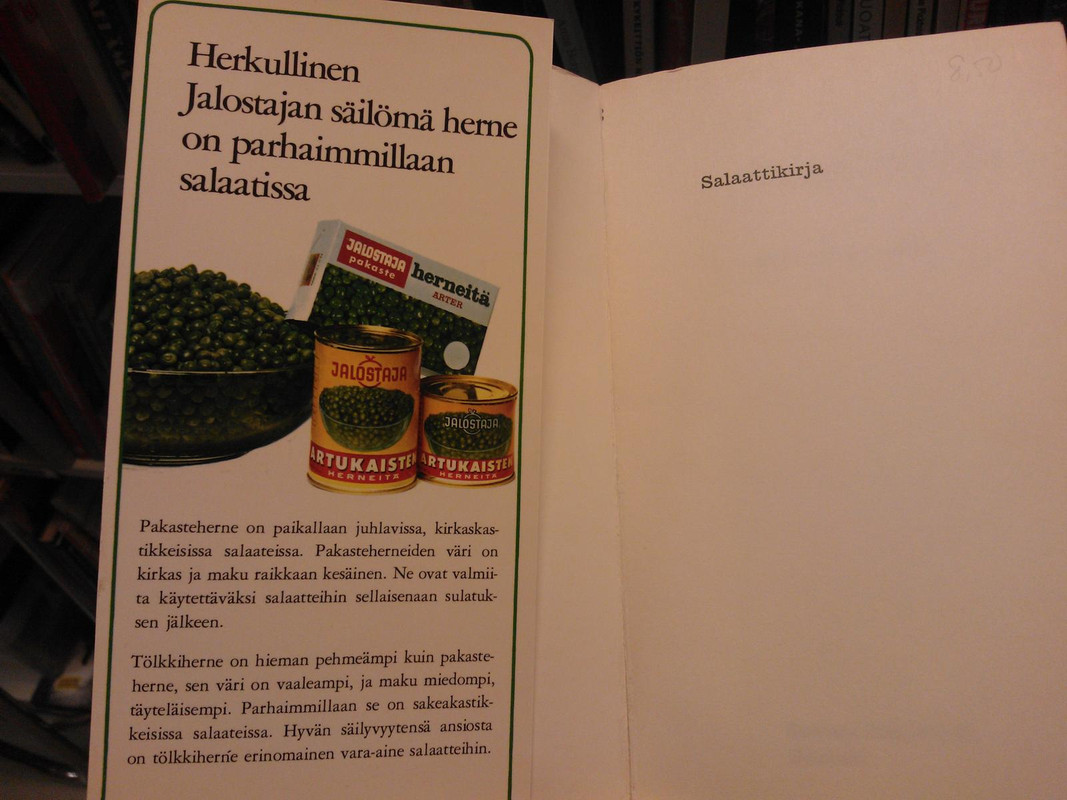 Herkullinen
Jalostajan säilömä herne
on parhaimmillaan
salaatissa
JALOSTAJA
pakaste
herneitä
ARTER
JALOSTAJA
ARTUKAISTEN
HERNEITÄ
JALOSTAJA
ARTUKAISTEN
HERNEITÄ
Pakasteherne on paikallaan juhlavissa, kirkaskas-
tikkeisissa salaateissa. Pakasteherneiden väri on
kirkas ja maku raikkaan kesäinen. Ne ovat valmii-
ta käytettäväksi salaatteihin sellaisenaan sulatuk-
sen jälkeen.
Tölkkiherne on hieman pehmeämpi kuin pakaste-
herne, sen väri on vaaleampi, ja maku miedompi,
täyteläisempi. Parhaimmillaan se on sakeakastik-
keisissa salaateissa. Hyvän säilyvyytensä ansiosta
on tölkkiherne erinomainen vara-aine salaatteihin.
Salaattikirja